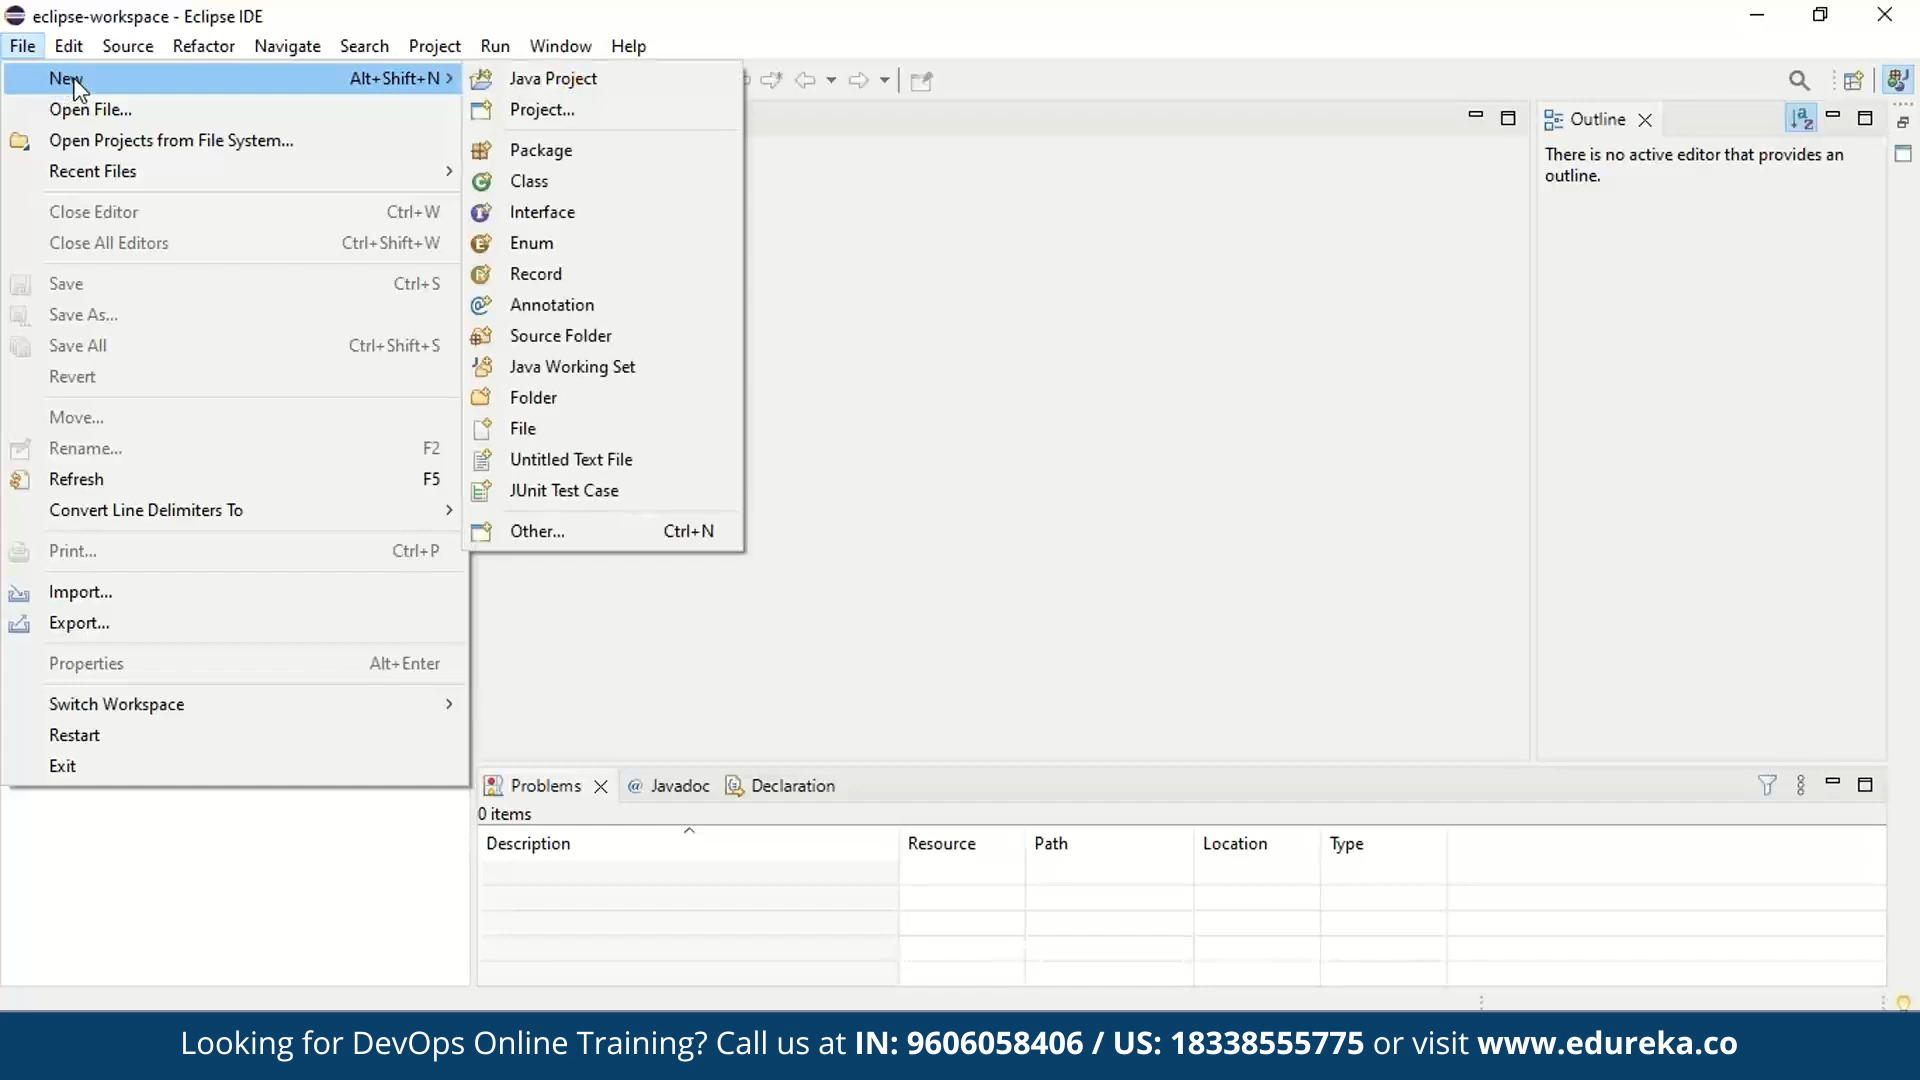 eclipse-workspace - Eclipse IDE
File Edit Source Refactor Navigate Search Project Run Window Help
New Alt+Shift+N
Open File...
Open Projects from File System...
Recent Files
Close Editor Ctrl+W
Close All Editors Ctrl+Shift+W
Save Ctrl+S
Save As...
Save All Ctrl+Shift+S
Revert
Move...
Rename... F2
Refresh F5
Convert Line Delimiters To
Print... Ctrl+P
Import...
Export...
Properties Alt+Enter
Switch Workspace
Restart
Exit
Java Project
Project...
Package
Class
Interface
Enum
Record
Annotation
Source Folder
Java Working Set
Folder
File
Untitled Text File
JUnit Test Case
Other... Ctrl+N
Outline
There is no active editor that provides an
outline.
Problems @ Javadoc Declaration
0 items
Description Resource Path Location Type
Looking for DevOps Online Training? Call us at IN: 9606058406 / US: 18338555775 or visit www.edureka.co